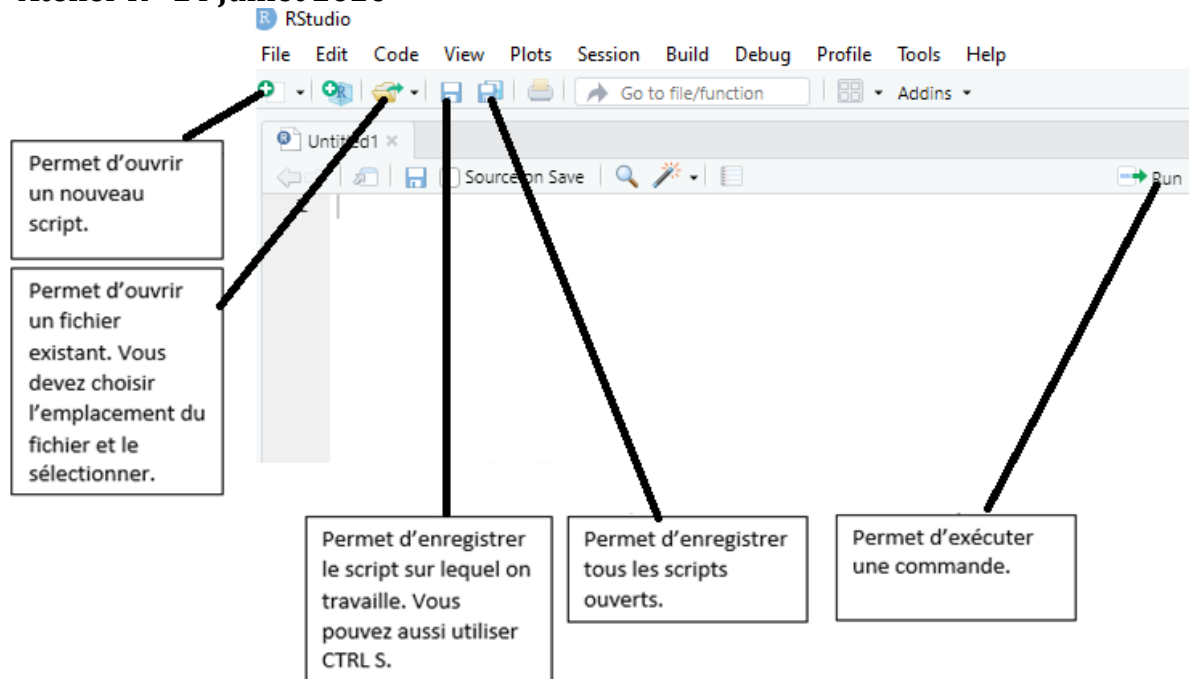 RStudio
File Edit Code View Plots Session Build Debug Profile Tools Help
Go to file/function Addins
Untitled1
Source on Save Run
Permet d'ouvrir
un nouveau
script.
Permet d'ouvrir
un fichier
existant. Vous
devez choisir
l'emplacement du
fichier et le
sélectionner.
Permet d'enregistrer
le script sur lequel on
travaille. Vous
pouvez aussi utiliser
CTRL S.
Permet d'enregistrer
tous les scripts
ouverts.
Permet d'exécuter
une commande.